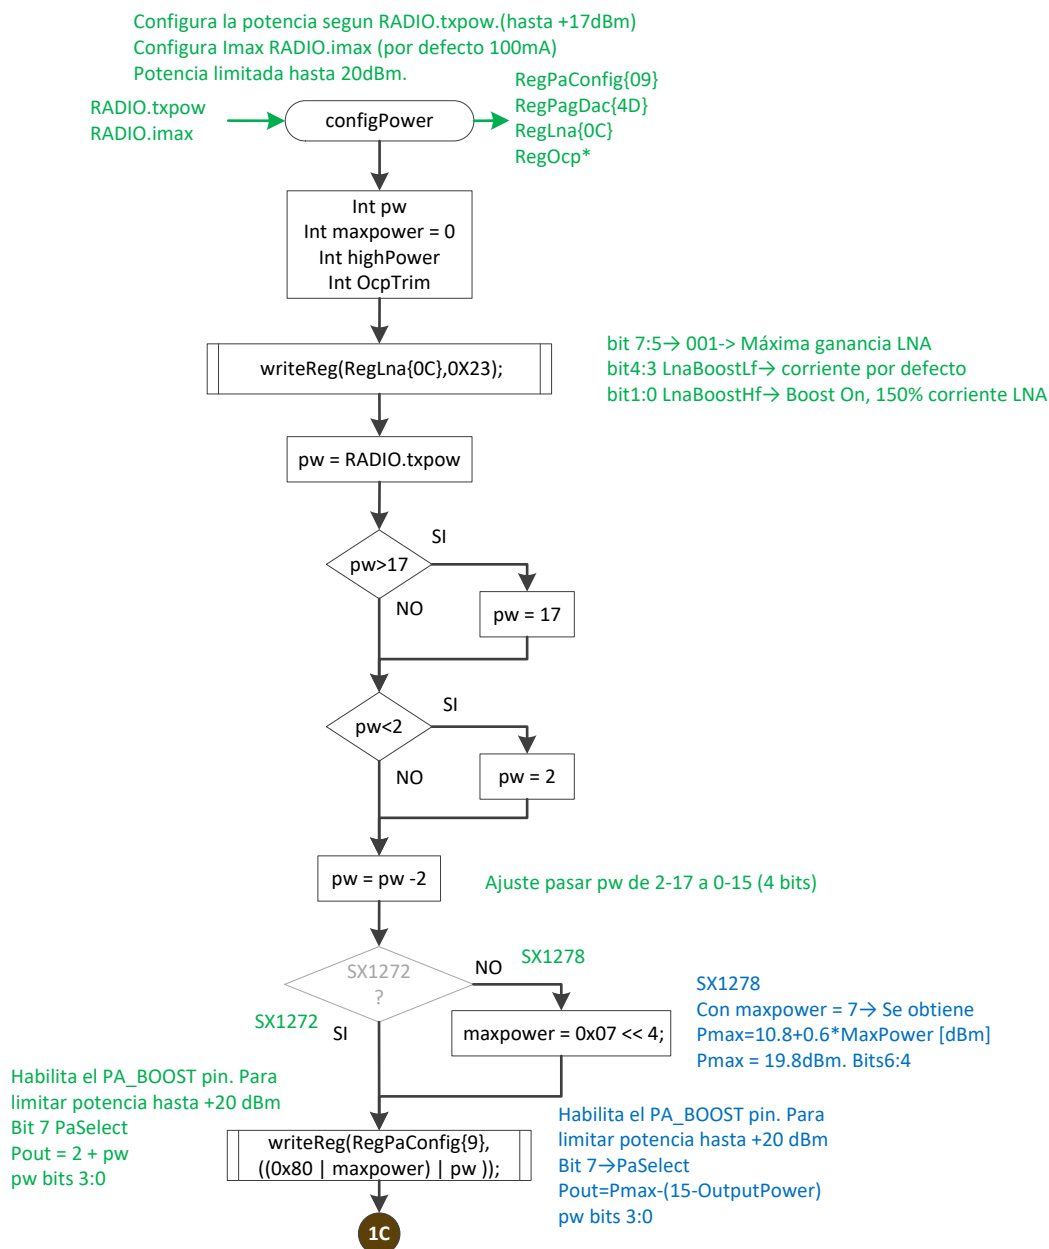 Configura la potencia segun RADIO.txpow.(hasta +17dBm)
Configura Imax RADIO.imax (por defecto 100mA)
Potencia limitada hasta 20dBm.
RADIO.txpow
RADIO.imax
configPower
RegPaConfig{09}
RegPagDac{4D}
RegLna{0C}
RegOcp*
Int pw
Int maxpower = 0
Int highPower
Int OcpTrim
writeReg(RegLna{0C},0X23);
bit 7:5→ 001-> Máxima ganancia LNA
bit4:3 LnaBoostLf→ corriente por defecto
bit1:0 LnaBoostHf→ Boost On, 150% corriente LNA
pw = RADIO.txpow
pw>17
SI
NO
pw = 17
pw<2
SI
NO
pw = 2
pw = pw -2
Ajuste pasar pw de 2-17 a 0-15 (4 bits)
SX1272
?
NO
SX1278
SX1272
SI
maxpower = 0x07 << 4;
SX1278
Con maxpower = 7→ Se obtiene
Pmax=10.8+0.6*MaxPower [dBm]
Pmax = 19.8dBm. Bits6:4
Habilita el PA_BOOST pin. Para
limitar potencia hasta +20 dBm
Bit 7 PaSelect
Pout = 2 + pw
pw bits 3:0
writeReg(RegPaConfig{9},
((0x80 | maxpower) | pw ));
Habilita el PA_BOOST pin. Para
limitar potencia hasta +20 dBm
Bit 7→PaSelect
Pout=Pmax-(15-OutputPower)
pw bits 3:0
1C